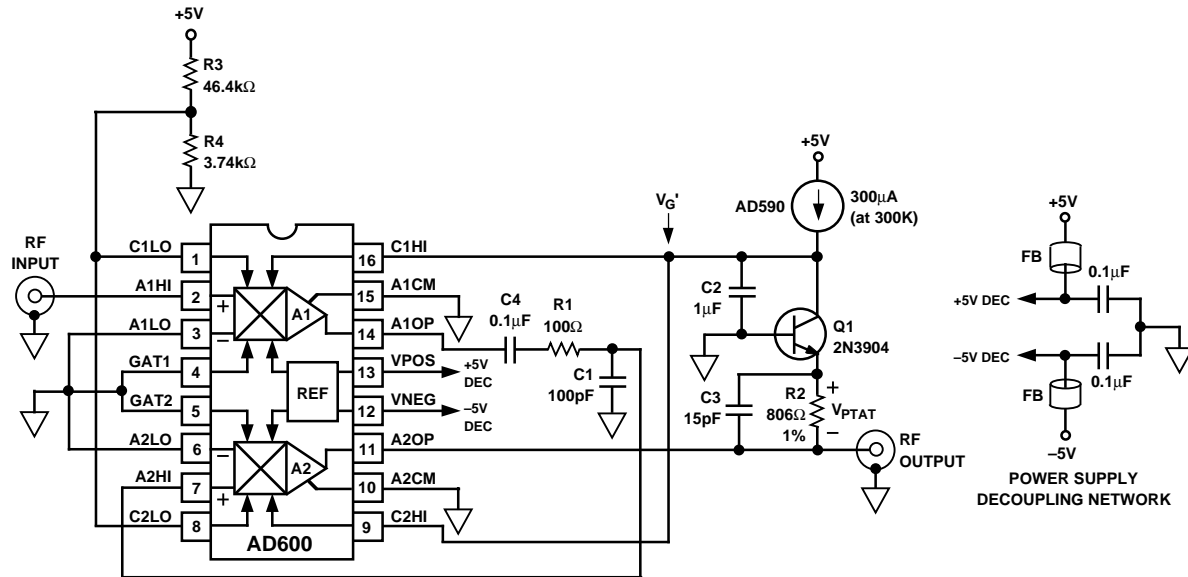 +5V
R3
46.4kΩ
R4
3.74kΩ
RF
INPUT
C1LO
A1HI
A1LO
GAT1
GAT2
A2LO
A2HI
C2LO
1
2
3
4
5
6
7
8
+
−
−
+
A1
REF
A2
AD600
16
15
14
13
12
11
10
9
C1HI
A1CM
A1OP
VPOS
VNEG
A2OP
A2CM
C2HI
+5V
DEC
−5V
DEC
C4
0.1µF
R1
100Ω
C1
100pF
VG'
+5V
AD590
300µA
(at 300K)
C2
1µF
Q1
2N3904
C3
15pF
R2
806Ω
1%
+
VPTAT
−
RF
OUTPUT
+5V
FB
0.1µF
+5V DEC
−5V DEC
0.1µF
FB
−5V
POWER SUPPLY
DECOUPLING NETWORK